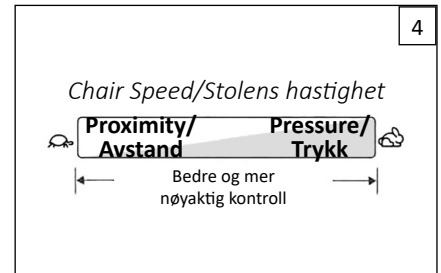 4
Chair Speed/Stolens hastighet
Proximity/ Pressure/
Avstand Trykk
Bedre og mer
nøyaktig kontroll